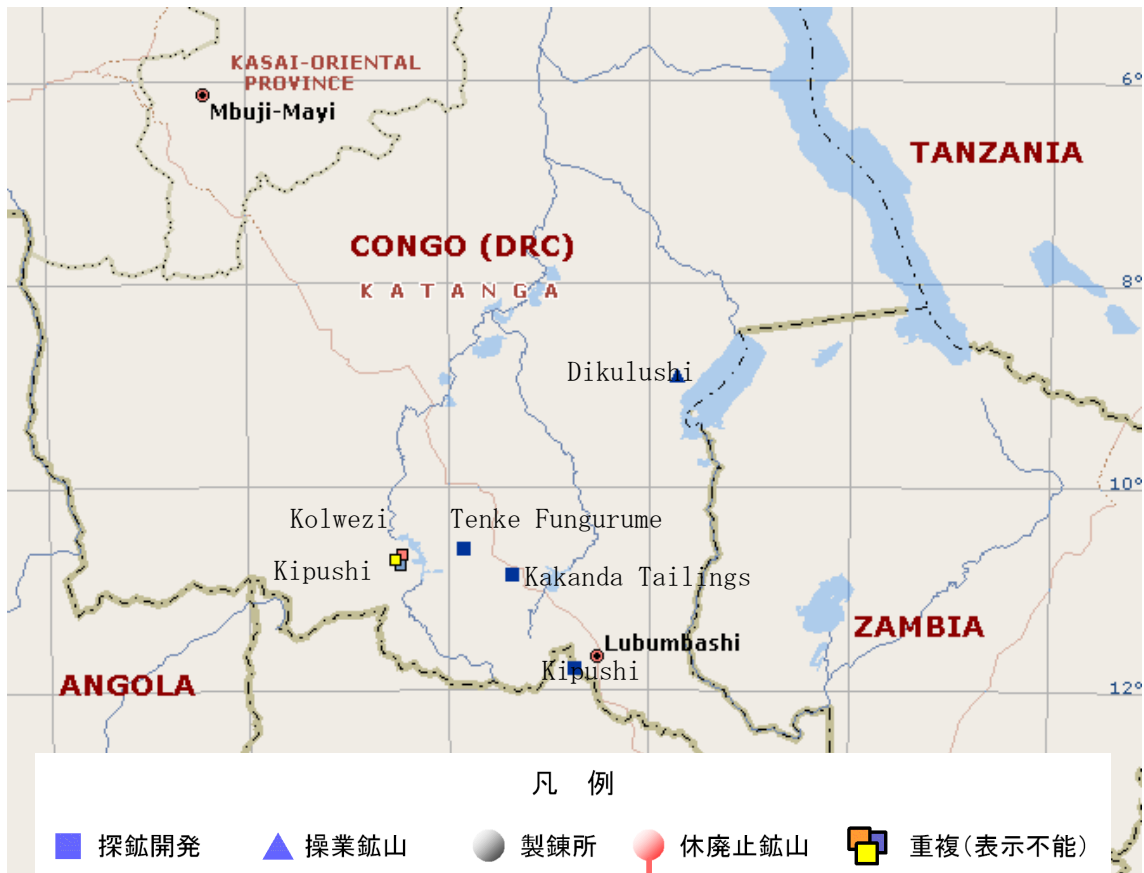 KASAI-ORIENTAL
PROVINCE
6°
Mbuji-Mayi
TANZANIA
CONGO (DRC)
8°
KATANGA
Dikulushi
10°
Kolwezi
Tenke Fungurume
Kipushi
Kakanda Tailings
ZAMBIA
Lubumbashi
Kipushi
ANGOLA
12°
凡 例
探鉱開発
操業鉱山
製錬所
休廃止鉱山
重複(表示不能)